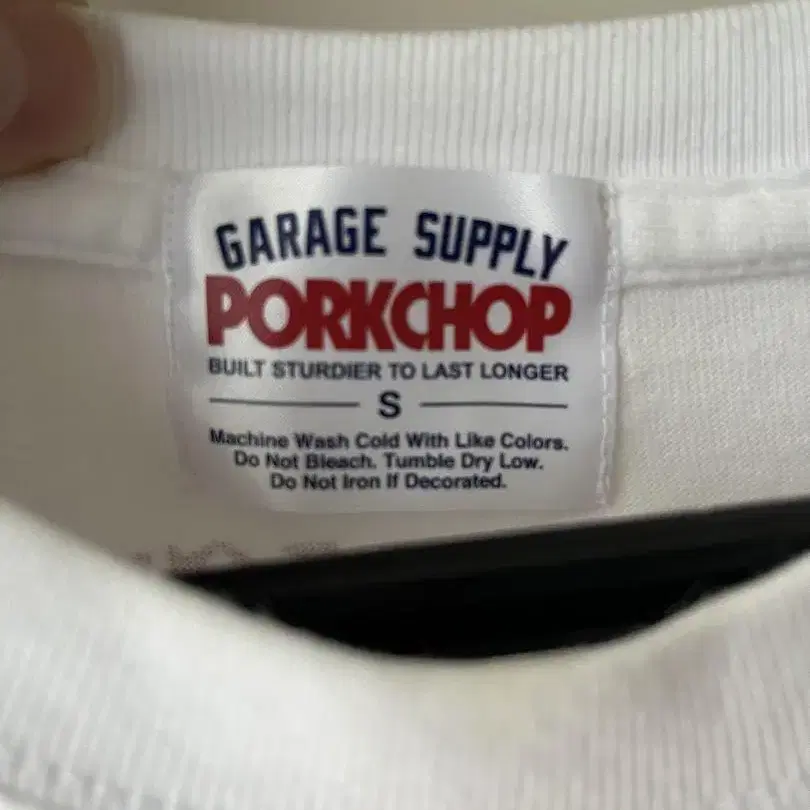 GARAGE SUPPLY
PORKCHOP
BUILT STURDIER TO LAST LONGER
S
Machine Wash Cold With Like Colors.
Do Not Bleach. Tumble Dry Low.
Do Not Iron If Decorated.